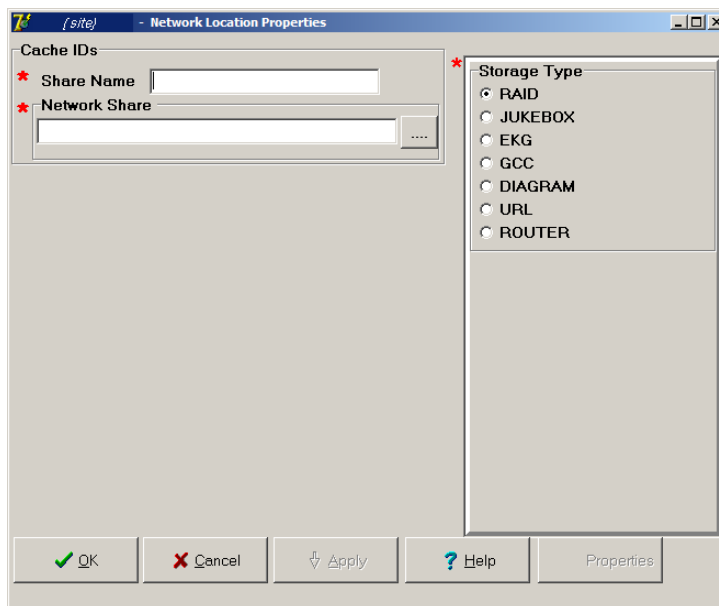 (site) - Network Location Properties
Cache IDs
* Share Name
* Network Share
....
* Storage Type
RAID
JUKEBOX
EKG
GCC
DIAGRAM
URL
ROUTER
OK
Cancel
Apply
? Help
Properties